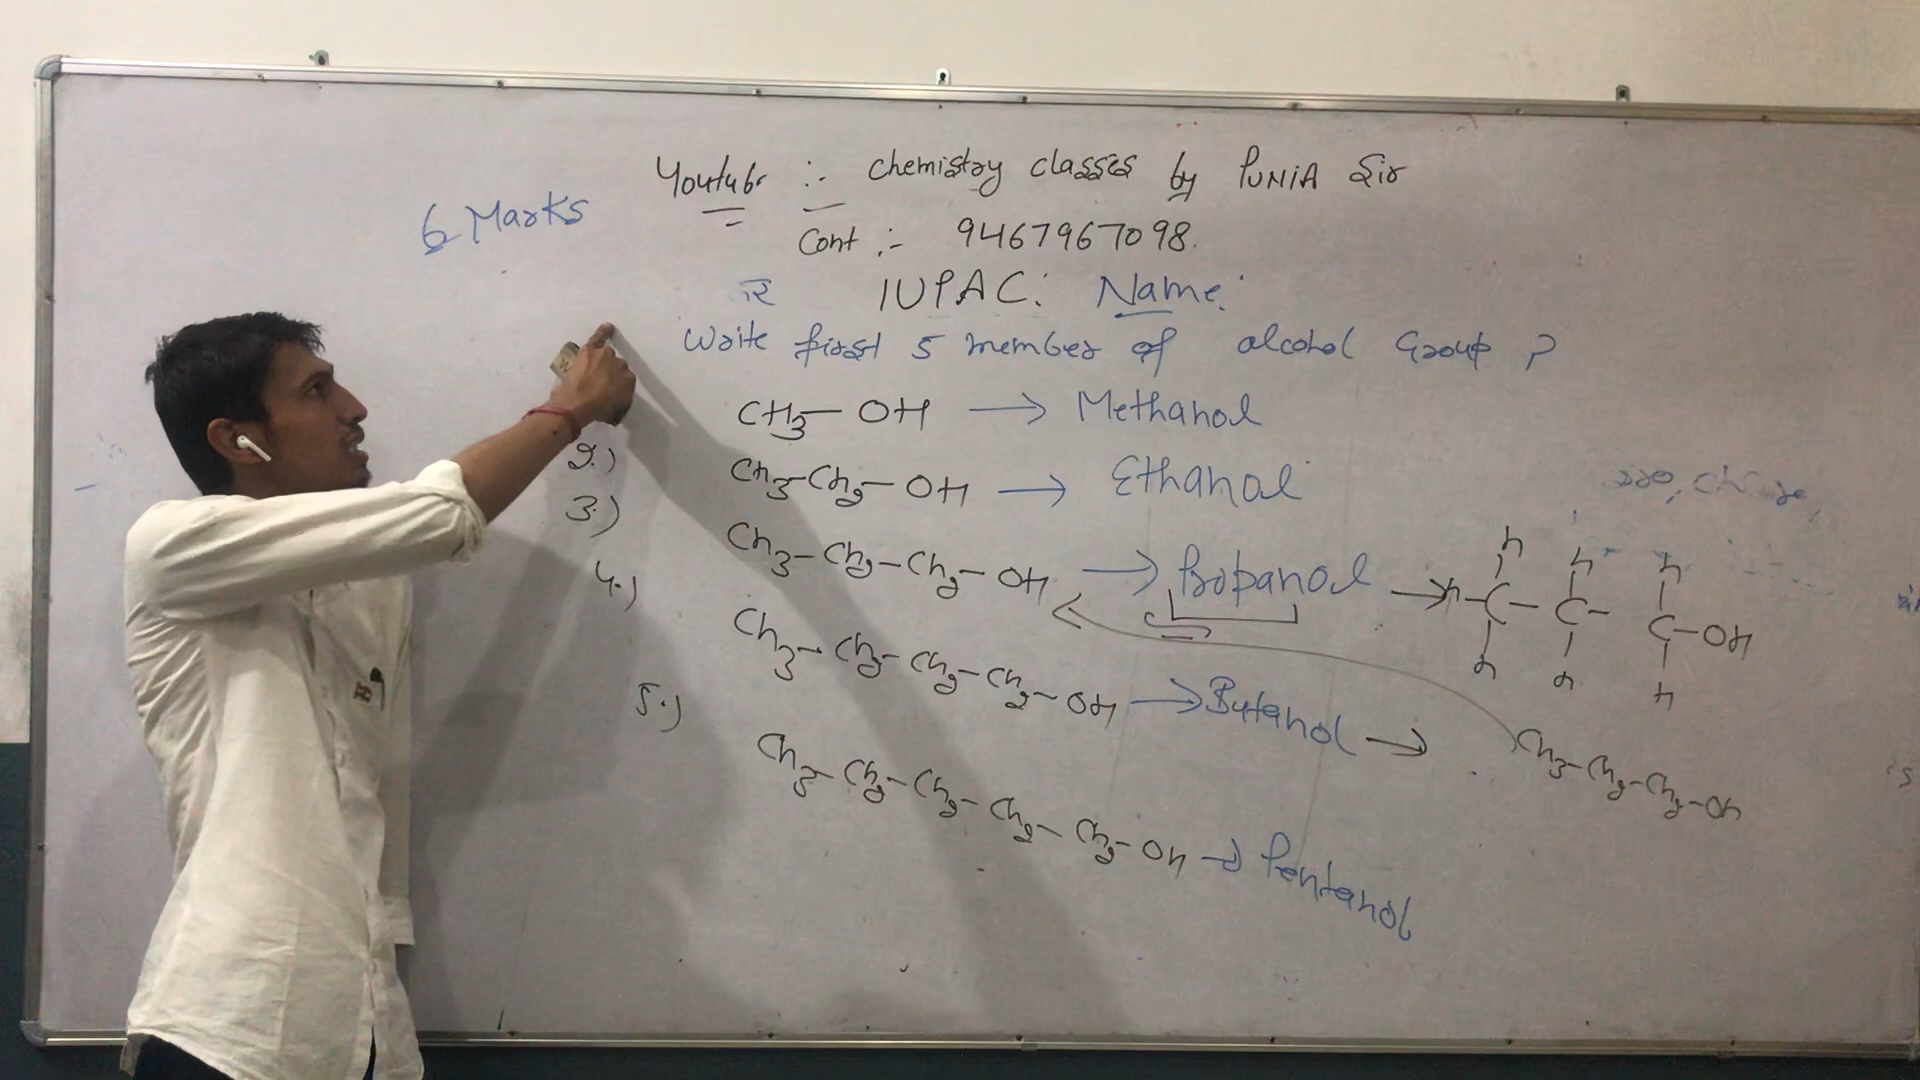 Youtube :- chemistry classes by PUNIA Sir
6 Marks
Cont :- 9467967098.
IUPAC: Name:
Write first 5 member of alcohol Group ?
CH3 - OH → Methanol
2.) CH3 - CH2 - OH → Ethanol
3.) CH3 - CH2 - CH2 - OH → Propanol →
h h h
h - C - C - C - OH
h h h
4.) CH3 - CH2 - CH2 - CH2 - OH → Butanol →
CH3 - CH2 - CH2 - OH
5.) CH3 - CH2 - CH2 - CH2 - CH2 - OH → Pentanol